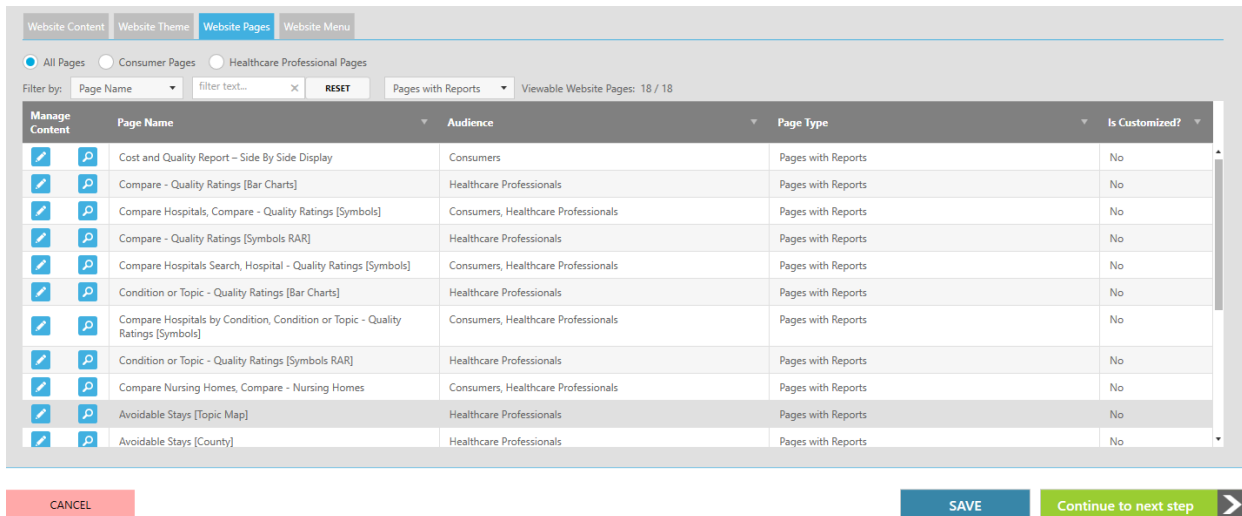 Website Content Website Theme Website Pages Website Menu
All Pages Consumer Pages Healthcare Professional Pages
Filter by: Page Name filter text... RESET Pages with Reports Viewable Website Pages: 18 / 18
Manage Content Page Name Audience Page Type Is Customized?
Cost and Quality Report – Side By Side Display Consumers Pages with Reports No
Compare - Quality Ratings [Bar Charts] Healthcare Professionals Pages with Reports No
Compare Hospitals, Compare - Quality Ratings [Symbols] Consumers, Healthcare Professionals Pages with Reports No
Compare - Quality Ratings [Symbols RAR] Healthcare Professionals Pages with Reports No
Compare Hospitals Search, Hospital - Quality Ratings [Symbols] Consumers, Healthcare Professionals Pages with Reports No
Condition or Topic - Quality Ratings [Bar Charts] Healthcare Professionals Pages with Reports No
Compare Hospitals by Condition, Condition or Topic - Quality Consumers, Healthcare Professionals Pages with Reports No
Ratings [Symbols]
Condition or Topic - Quality Ratings [Symbols RAR] Healthcare Professionals Pages with Reports No
Compare Nursing Homes, Compare - Nursing Homes Consumers, Healthcare Professionals Pages with Reports No
Avoidable Stays [Topic Map] Healthcare Professionals Pages with Reports No
Avoidable Stays [County] Healthcare Professionals Pages with Reports No
CANCEL SAVE Continue to next step